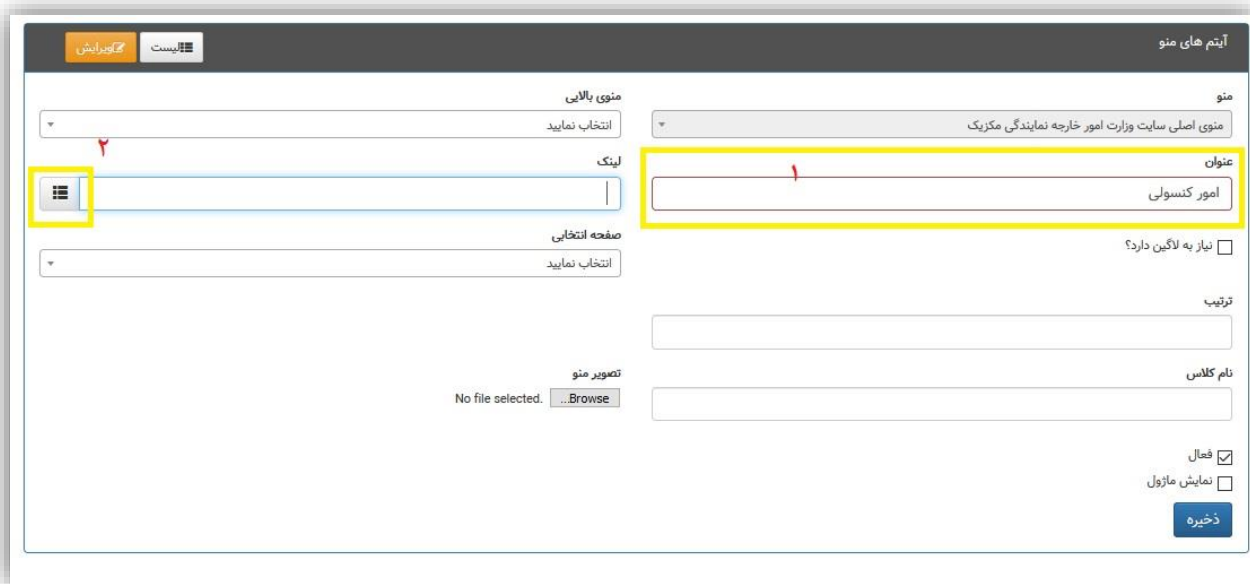 آیتم های منو
لیست
ویرایش
منو
منوی بالایی
منوی اصلی سایت وزارت امور خارجه نمایندگی مکزیک
انتخاب نمایید
۱
۲
عنوان
لینک
امور کنسولی
نیاز به لاگین دارد؟
صفحه انتخابی
انتخاب نمایید
ترتیب
نام کلاس
تصویر منو
Browse...
No file selected.
فعال
نمایش ماژول
ذخیره